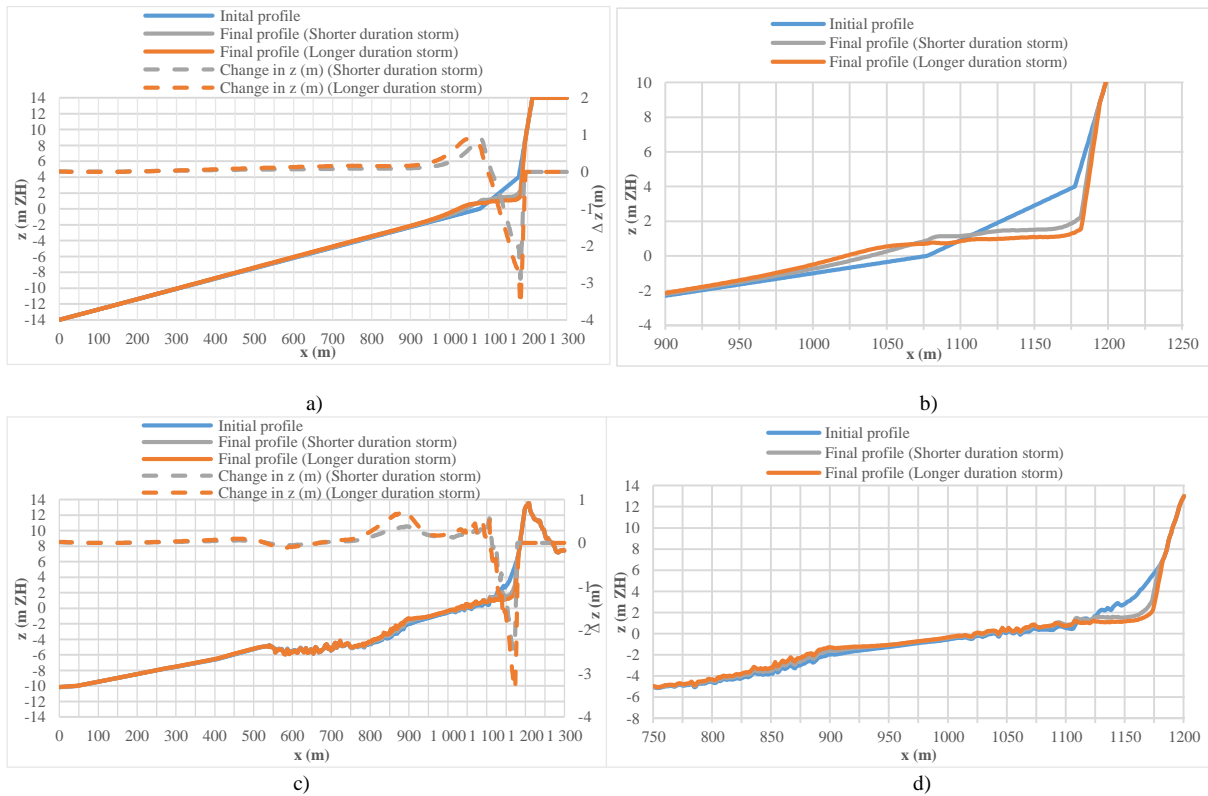 Initial profile
Final profile (Shorter duration storm)
Final profile (Longer duration storm)
Change in z (m) (Shorter duration storm)
Change in z (m) (Longer duration storm)
14
12
10
8
6
4
2
0
-2
-4
-6
-8
-10
-12
-14
z (m ZH)
2
1
0
-1
-2
-3
-4
Δ z (m)
0 100 200 300 400 500 600 700 800 900 1 000 1 100 1 200 1 300
x (m)
a)
Initial profile
Final profile (Shorter duration storm)
Final profile (Longer duration storm)
10
8
6
4
2
0
-2
-4
z (m ZH)
900 950 1000 1050 1100 1150 1200 1250
x (m)
b)
Initial profile
Final profile (Shorter duration storm)
Final profile (Longer duration storm)
Change in z (m) (Shorter duration storm)
Change in z (m) (Longer duration storm)
14
12
10
8
6
4
2
0
-2
-4
-6
-8
-10
-12
-14
z (m ZH)
1
0
-1
-2
-3
-4
Δ z (m)
0 100 200 300 400 500 600 700 800 900 1 000 1 100 1 200 1 300
x (m)
c)
Initial profile
Final profile (Shorter duration storm)
Final profile (Longer duration storm)
14
12
10
8
6
4
2
0
-2
-4
-6
-8
z (m ZH)
750 800 850 900 950 1000 1050 1100 1150 1200
x (m)
d)